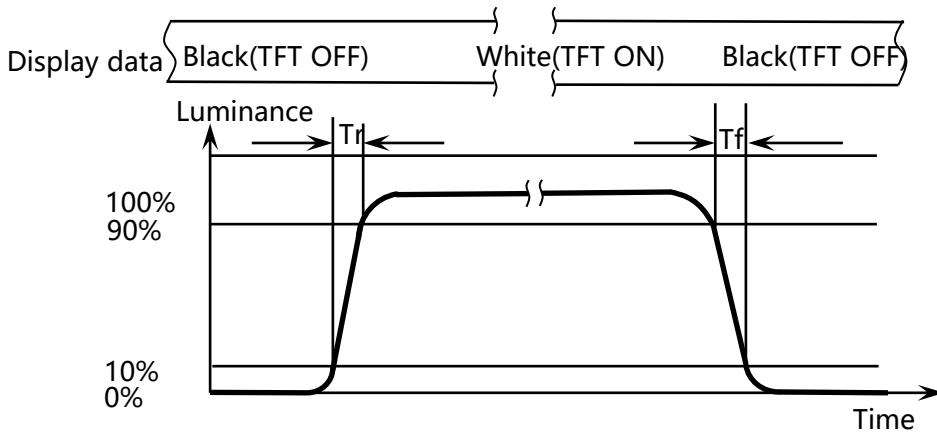 Display data Black(TFT OFF) White(TFT ON) Black(TFT OFF)
Luminance
Tr Tf
100%
90%
10%
0%
Time